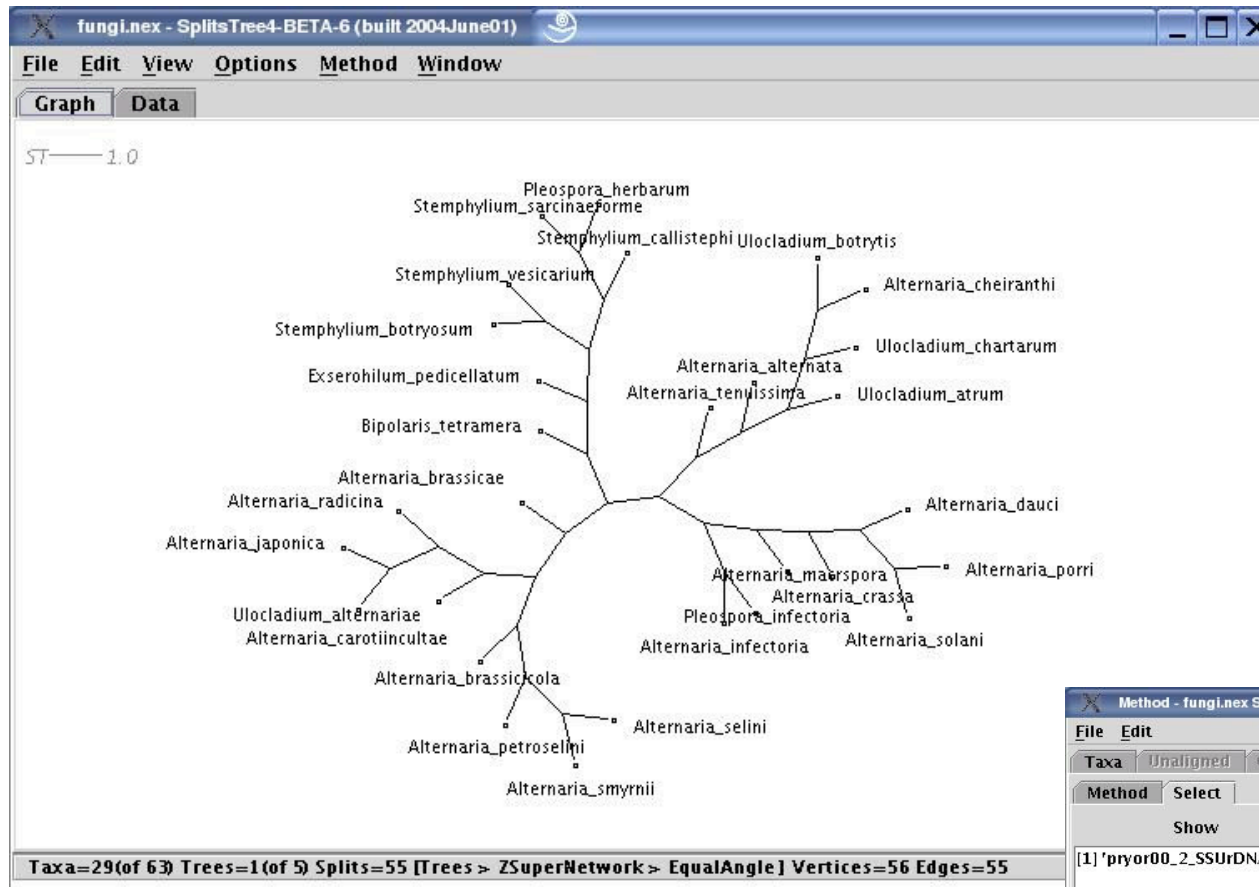 fungi.nex - SplitsTree4-BETA-6 (built 2004June01)
File Edit View Options Method Window
Graph Data
ST 1.0
Pleospora_herbarum
Stemphylium_sarcinaeforme
Stemphylium_callistephi
Ulocladium_botrytis
Stemphylium_vesicarium
Alternaria_cheiranthi
Stemphylium_botryosum
Ulocladium_chartarum
Alternaria_alternata
Exserohilum_pedicellatum
Alternaria_tenuissima
Ulocladium_atrum
Bipolaris_tetramera
Alternaria_brassicae
Alternaria_radicina
Alternaria_dauci
Alternaria_japonica
Alternaria_porri
Alternaria_macrspora
Alternaria_crassa
Ulocladium_alternariae
Pleospora_infectoria
Alternaria_carotiincultae
Alternaria_infectoria
Alternaria_solani
Alternaria_brassicicola
Alternaria_selini
Alternaria_petroselini
Alternaria_smyrnii
Taxa=29(of 63) Trees=1(of 5) Splits=55 [Trees > ZSuperNetwork > EqualAngle] Vertices=56 Edges=55
Method - fungi.nex S
File Edit
Taxa Unaligned
Method Select
Show
[1] 'pryor00_2_SSUrDN